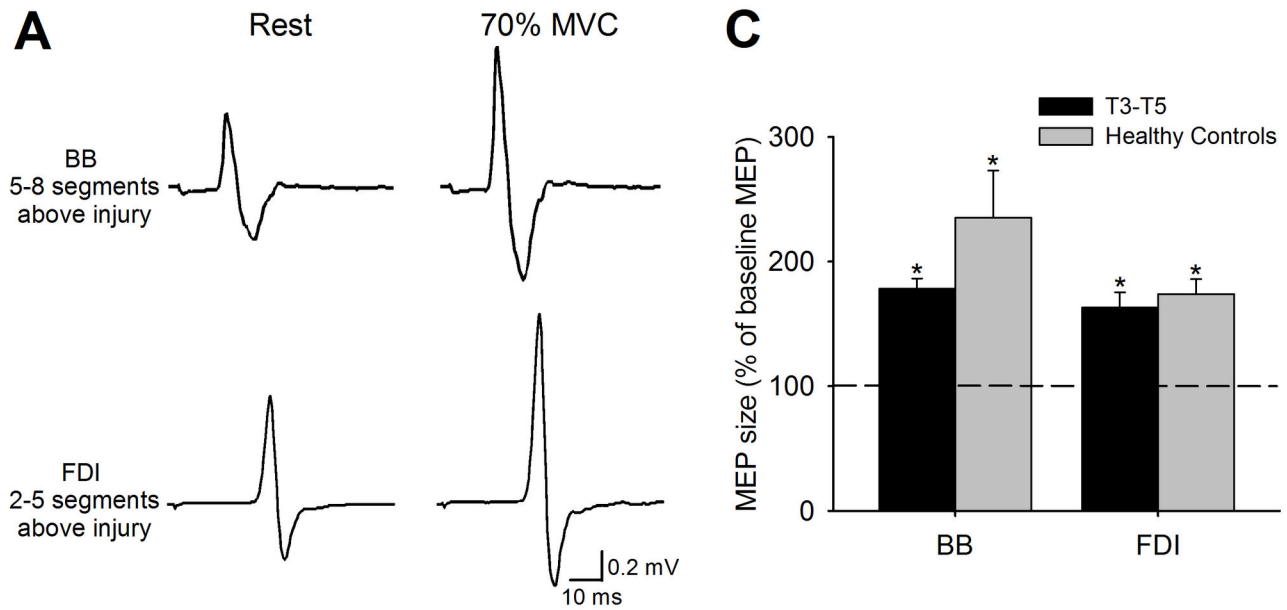 A
Rest
70% MVC
BB
5-8 segments
above injury
FDI
2-5 segments
above injury
0.2 mV
10 ms
C
T3-T5
Healthy Controls
MEP size (% of baseline MEP)
300
200
100
0
*
*
*
*
BB
FDI